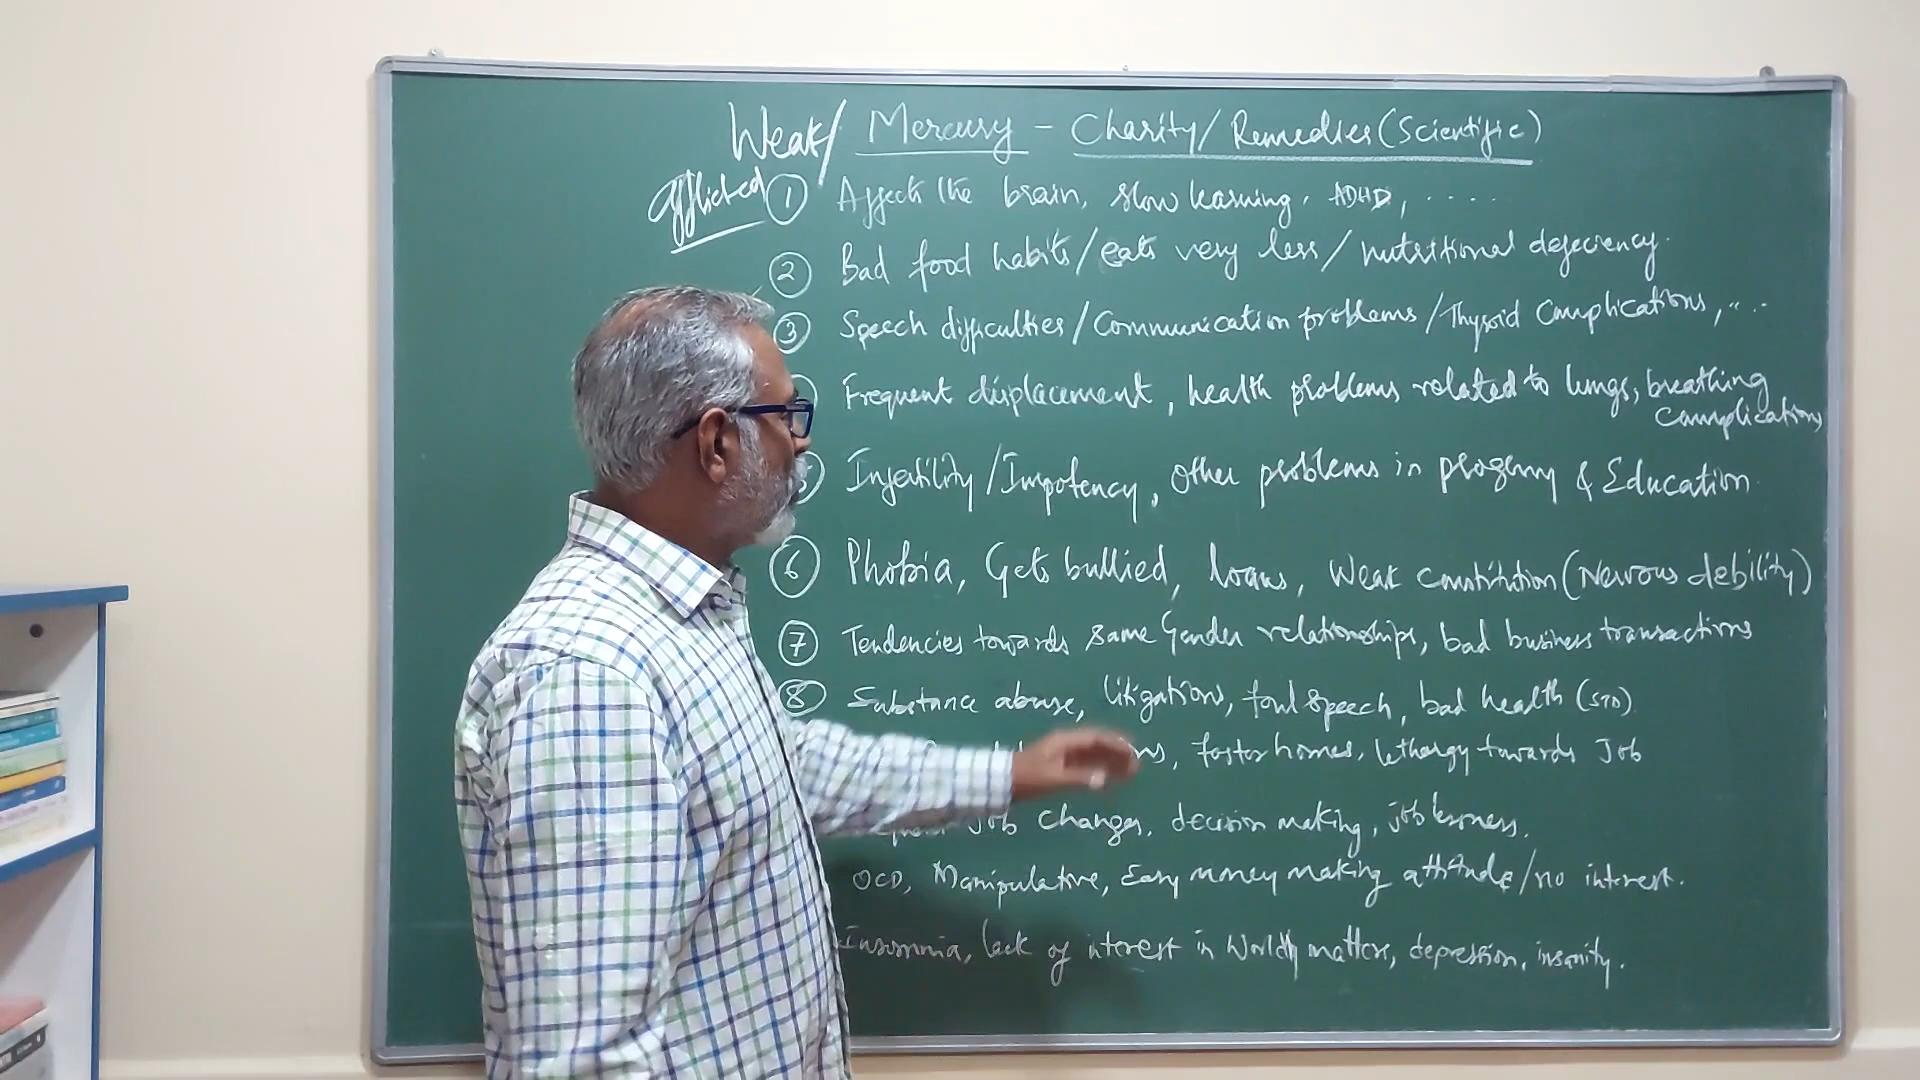 Weak/ Mercury - Charity/Remedies (Scientific)
afflicted
① Affects the brain, slow learning, ADHD, .....
② Bad food habits/eats very less/nutritional deficiency.
③ Speech difficulties/Communication problems/Thyroid Complications, ....
Frequent displacement, health problems related to lungs, breathing
complications
5 Infertility/Impotency, Other problems in progeny & Education
⑥ Phobia, Gets bullied, loans, Weak constitution (Nervous debility)
⑦ Tendencies towards same Gender relationships, bad business transactions
⑧ Substance abuse, litigations, foul speech, bad health (STD)
foster homes, lethargy towards Job
Job changes, decision making, joblessness.
OCD, Manipulative, Easy money making attitude/no interest.
Insomnia, lack of interest in Worldly matters, depression, insanity.